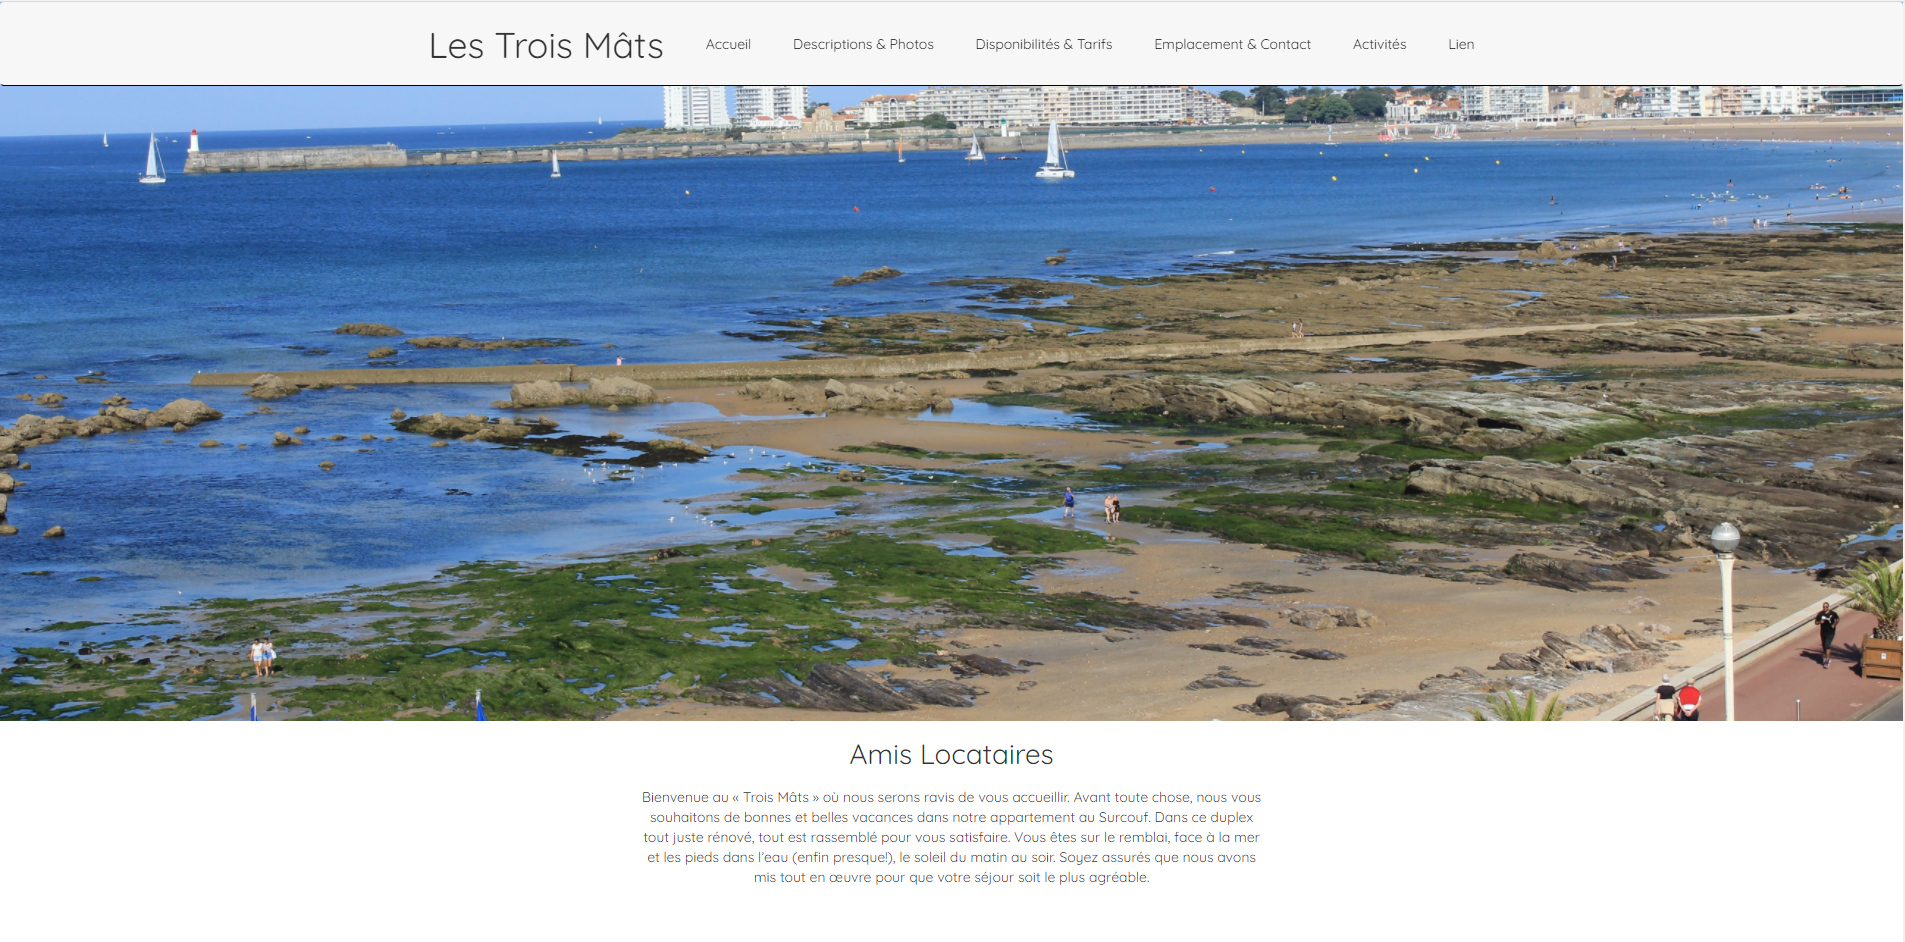 Les Trois Mâts
Accueil
Descriptions & Photos
Disponibilités & Tarifs
Emplacement & Contact
Activités
Lien
Amis Locataires
Bienvenue au « Trois Mâts » où nous serons ravis de vous accueillir. Avant toute chose, nous vous
souhaitons de bonnes et belles vacances dans notre appartement au Surcouf. Dans ce duplex
tout juste rénové, tout est rassemblé pour vous satisfaire. Vous êtes sur le remblai, face à la mer
et les pieds dans l'eau (enfin presque!), le soleil du matin au soir. Soyez assurés que nous avons
mis tout en œuvre pour que votre séjour soit le plus agréable.